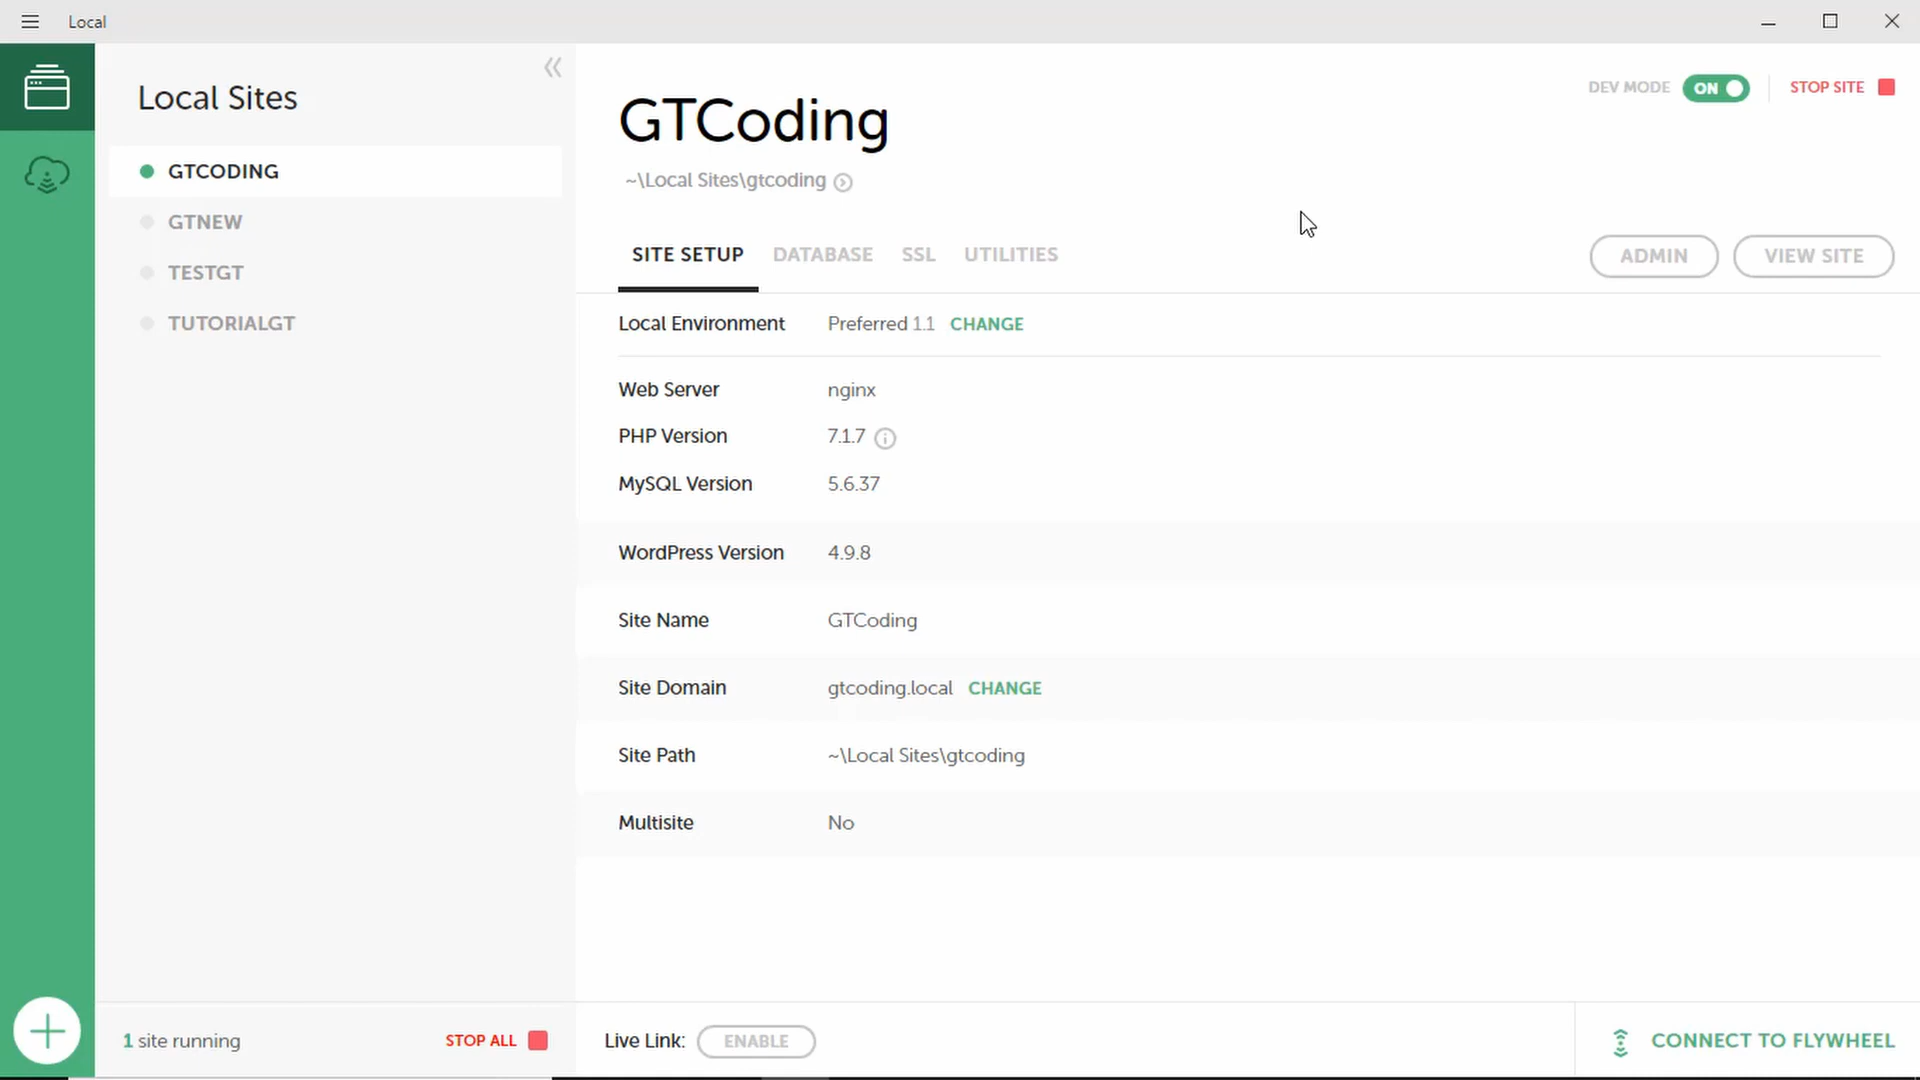 Local
Local Sites
GTCODING
GTNEW
TESTGT
TUTORIALGT
1 site running
STOP ALL
GTCoding
~\Local Sites\gtcoding
DEV MODE ON STOP SITE
SITE SETUP DATABASE SSL UTILITIES
ADMIN VIEW SITE
Local Environment Preferred 1.1 CHANGE
Web Server nginx
PHP Version 7.1.7
MySQL Version 5.6.37
WordPress Version 4.9.8
Site Name GTCoding
Site Domain gtcoding.local CHANGE
Site Path ~\Local Sites\gtcoding
Multisite No
Live Link: ENABLE
CONNECT TO FLYWHEEL